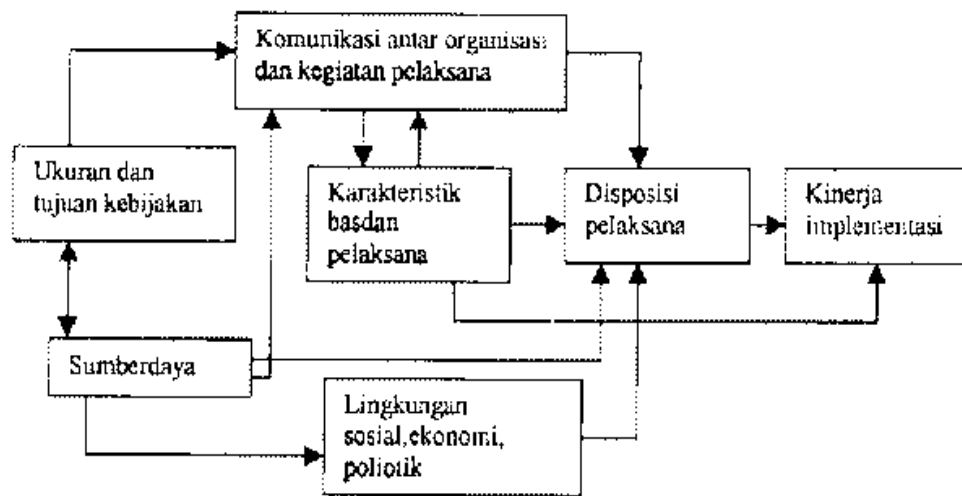 Komunikasi antar organisasi
dan kegiatan pelaksana
Ukuran dan
tujuan kebijakan
Karakteristik
basdan
pelaksana
Disposisi
pelaksana
Kinerja
implementasi
Sumberdaya
Lingkungan
sosial,ekonomi,
poliotik